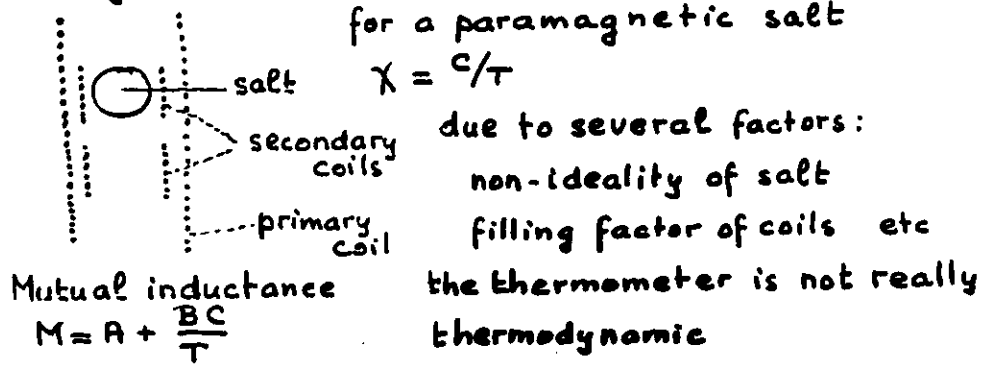 for a paramagnetic salt
χ = C/T
salt
due to several factors:
secondary
coils
non-ideality of salt
primary
coil
filling factor of coils etc
Mutual inductance
M = A + BC/T
the thermometer is not really
thermodynamic